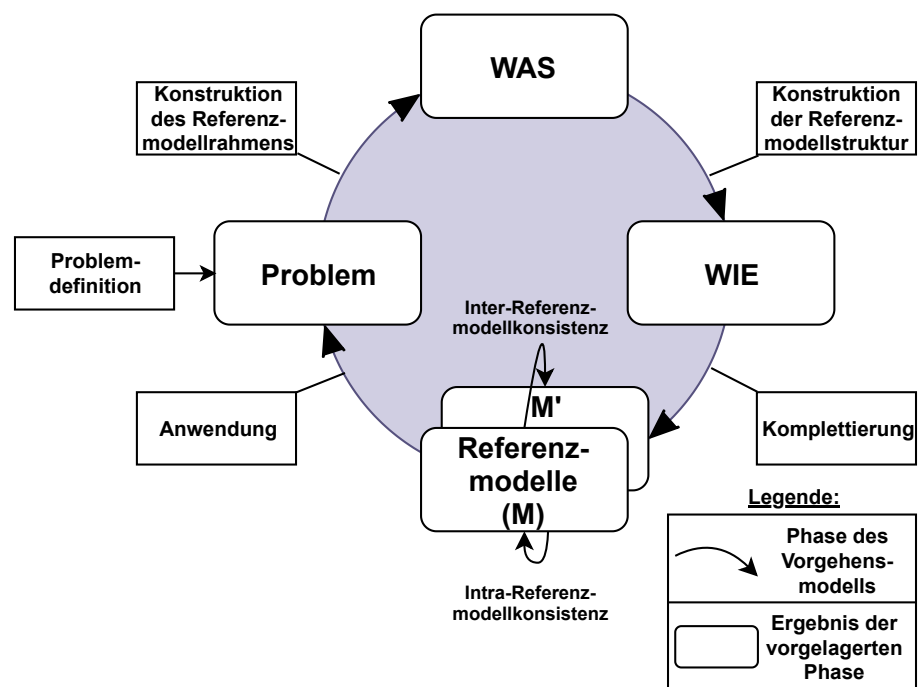 WAS
Konstruktion
des Referenz-
modellrahmens
Konstruktion
der Referenz-
modellstruktur
Problem-
definition
Problem
WIE
Inter-Referenz-
modellkonsistenz
Anwendung
M'
Referenz-
modelle
(M)
Komplettierung
Intra-Referenz-
modellkonsistenz
Legende:
Phase des
Vorgehens-
modells
Ergebnis der
vorgelagerten
Phase